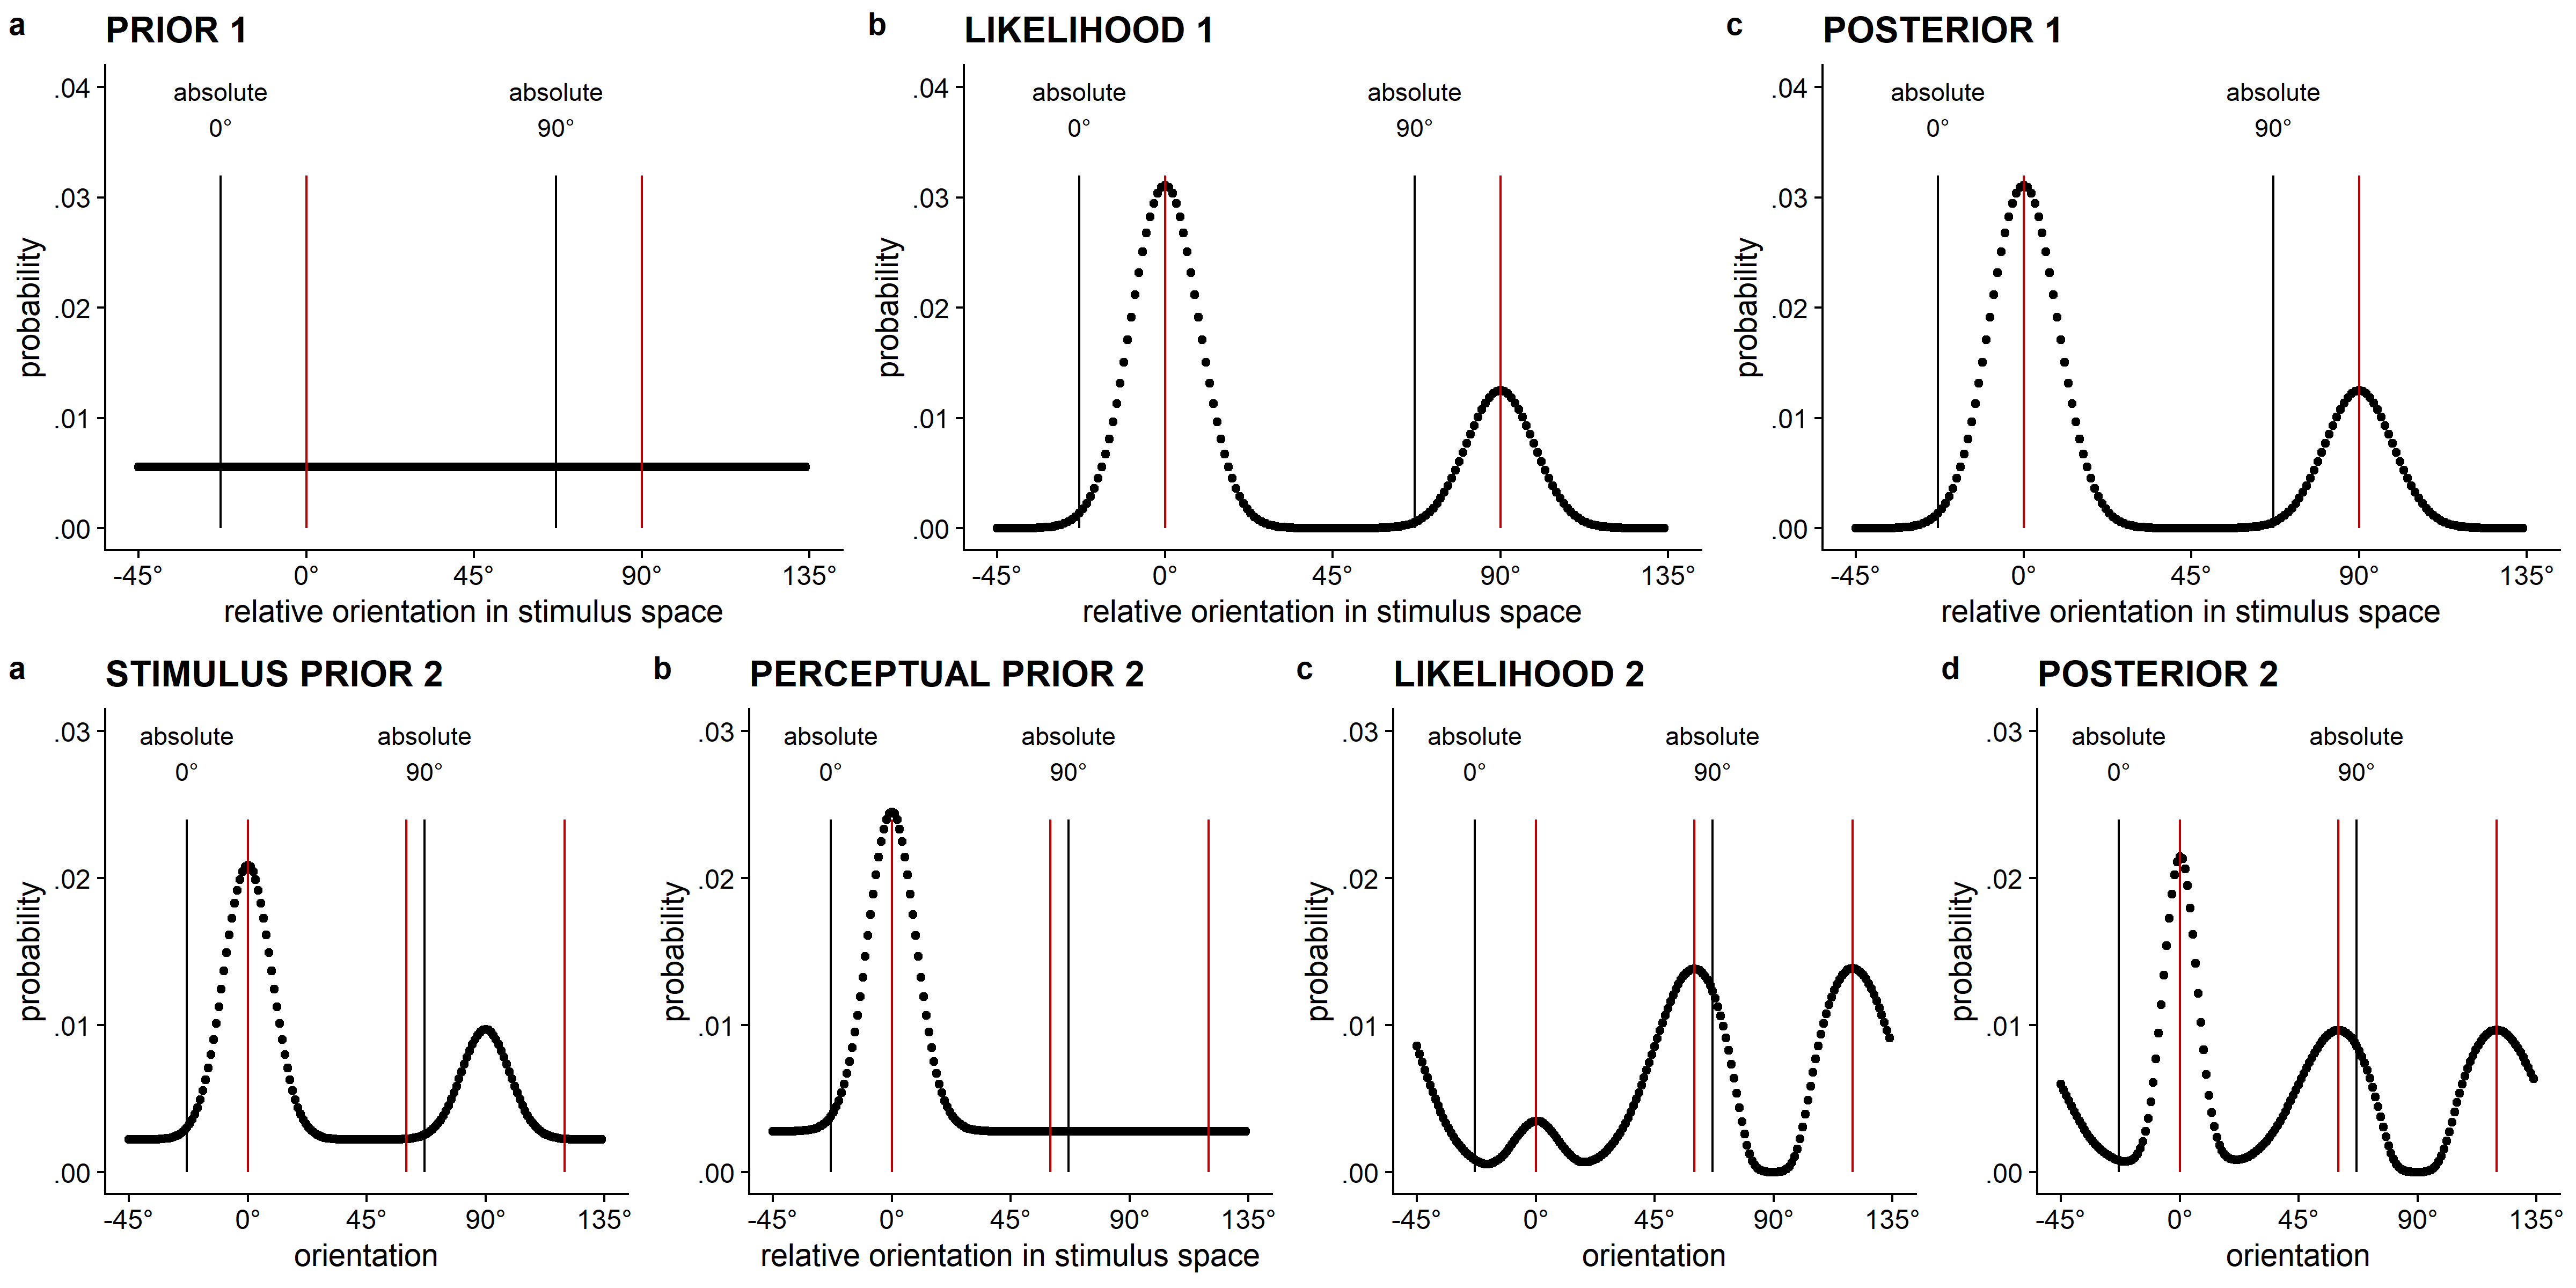 a PRIOR 1
absolute
0°
absolute
90°
.04
.03
.02
.01
.00
probability
-45° 0° 45° 90° 135°
relative orientation in stimulus space
b LIKELIHOOD 1
absolute
0°
absolute
90°
.04
.03
.02
.01
.00
probability
-45° 0° 45° 90° 135°
relative orientation in stimulus space
c POSTERIOR 1
absolute
0°
absolute
90°
.04
.03
.02
.01
.00
probability
-45° 0° 45° 90° 135°
relative orientation in stimulus space
a STIMULUS PRIOR 2
absolute
0°
absolute
90°
.03
.02
.01
.00
probability
-45° 0° 45° 90° 135°
orientation
b PERCEPTUAL PRIOR 2
absolute
0°
absolute
90°
.03
.02
.01
.00
probability
-45° 0° 45° 90° 135°
relative orientation in stimulus space
c LIKELIHOOD 2
absolute
0°
absolute
90°
.03
.02
.01
.00
probability
-45° 0° 45° 90° 135°
orientation
d POSTERIOR 2
absolute
0°
absolute
90°
.03
.02
.01
.00
probability
-45° 0° 45° 90° 135°
orientation